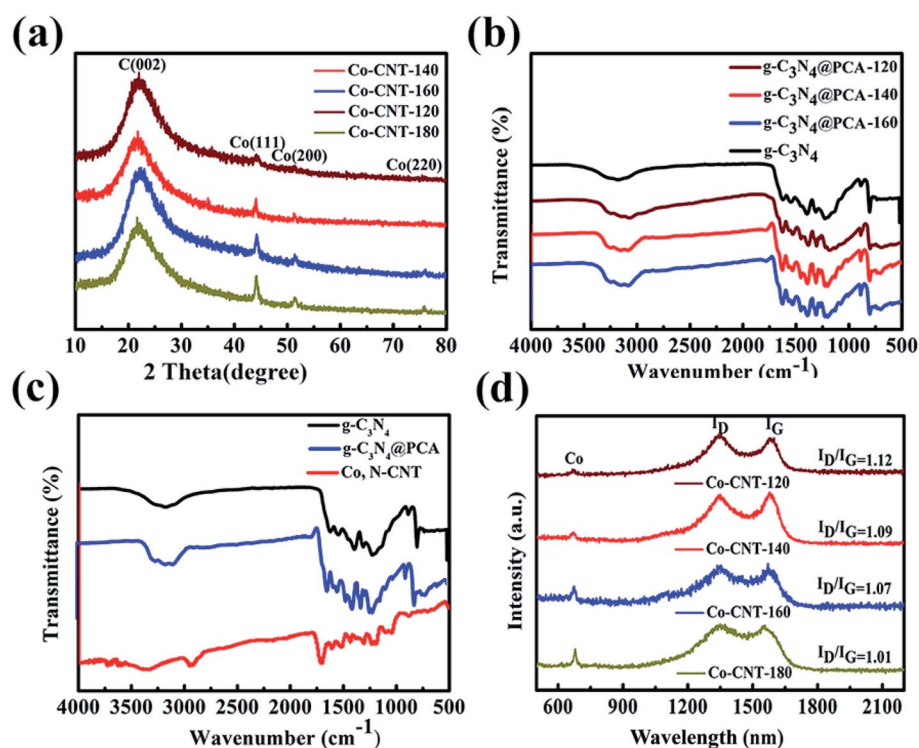 (a)
C(002)
Co-CNT-140
Co-CNT-160
Co-CNT-120
Co-CNT-180
Co(111)
Co(200)
Co(220)
10 20 30 40 50 60 70 80
2 Theta(degree)
(b)
Transmittance (%)
g-C3N4@PCA-120
g-C3N4@PCA-140
g-C3N4@PCA-160
g-C3N4
4000 3500 3000 2500 2000 1500 1000 500
Wavenumber (cm-1)
(c)
Transmittance (%)
g-C3N4
g-C3N4@PCA
Co, N-CNT
4000 3500 3000 2500 2000 1500 1000 500
Wavenumber (cm-1)
(d)
Intensity (a.u.)
ID IG
Co
ID/IG=1.12
Co-CNT-120
ID/IG=1.09
Co-CNT-140
ID/IG=1.07
Co-CNT-160
ID/IG=1.01
Co-CNT-180
600 900 1200 1500 1800 2100
Wavelength (nm)